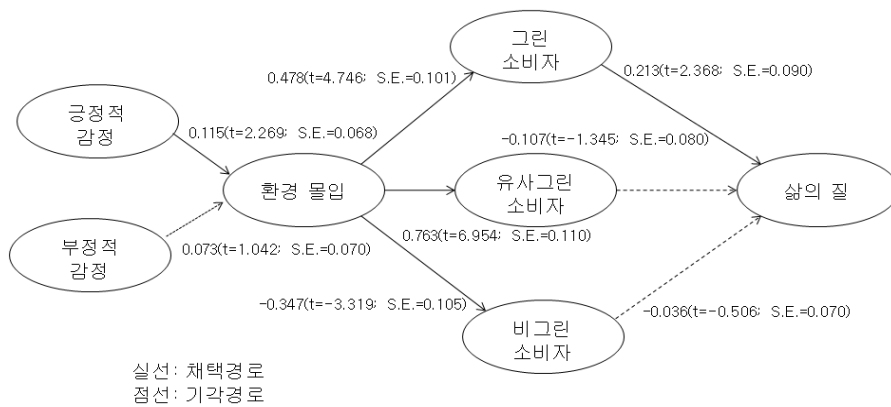 그린
소비자
0.478(t=4.746; S.E.=0.101)
0.213(t=2.368; S.E.=0.090)
긍정적
감정
0.115(t=2.269; S.E.=0.068)
-0.107(t=-1.345; S.E.=0.080)
환경 몰입
유사그린
소비자
삶의 질
부정적
감정
0.073(t=1.042; S.E.=0.070)
0.763(t=6.954; S.E.=0.110)
-0.347(t=-3.319; S.E.=0.105)
비그린
소비자
-0.036(t=-0.506; S.E.=0.070)
실선: 채택경로
점선: 기각경로